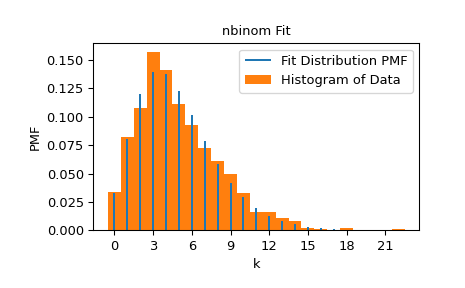 nbinom Fit
Fit Distribution PMF
Histogram of Data
PMF
0.150
0.125
0.100
0.075
0.050
0.025
0.000
0 3 6 9 12 15 18 21
k